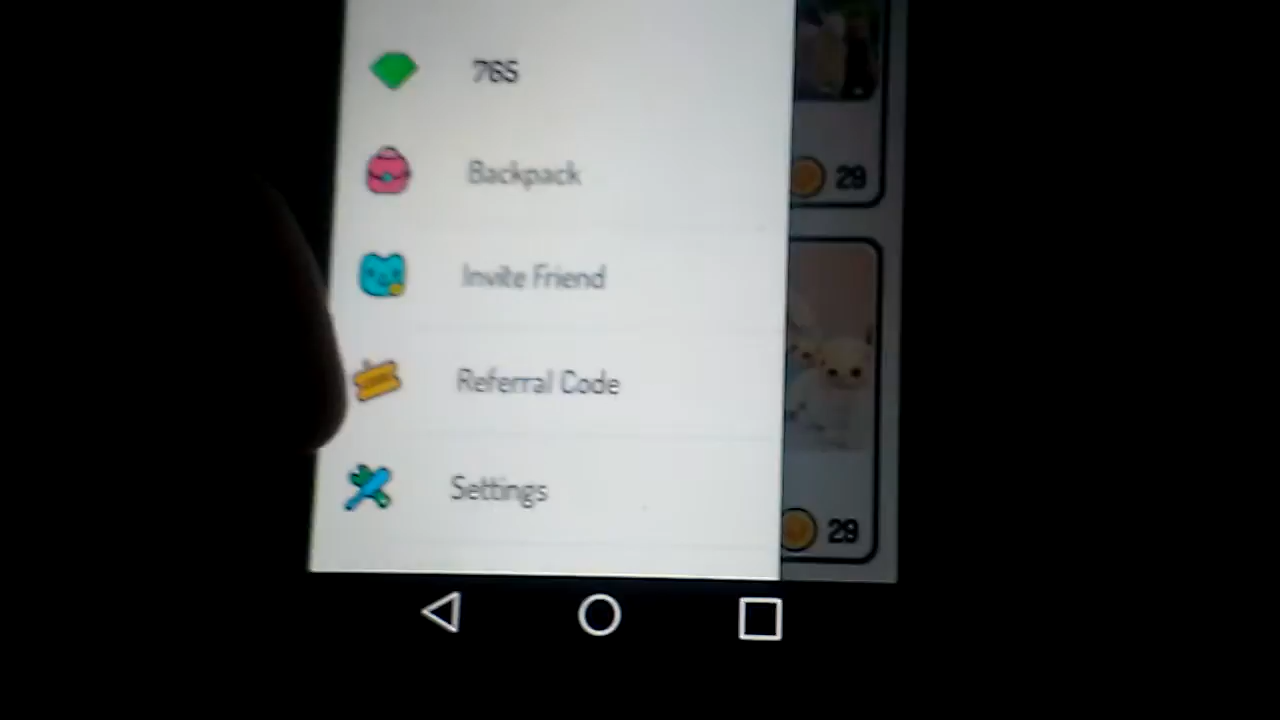 765
Backpack
29
Invite Friend
Referral Code
Settings
29